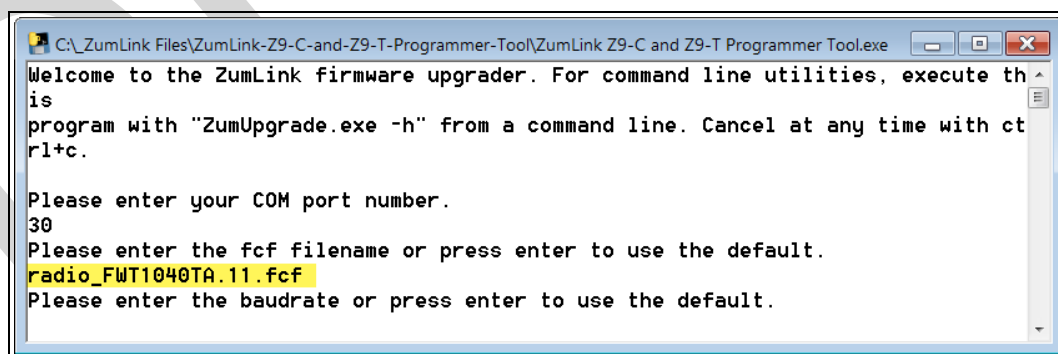 C:\_ZumLink Files\ZumLink-Z9-C-and-Z9-T-Programmer-Tool\ZumLink Z9-C and Z9-T Programmer Tool.exe
Welcome to the ZumLink firmware upgrader. For command line utilities, execute th
is
program with "ZumUpgrade.exe -h" from a command line. Cancel at any time with ct
rl+c.
Please enter your COM port number.
30
Please enter the fcf filename or press enter to use the default.
radio_FWT1040TA.11.fcf
Please enter the baudrate or press enter to use the default.